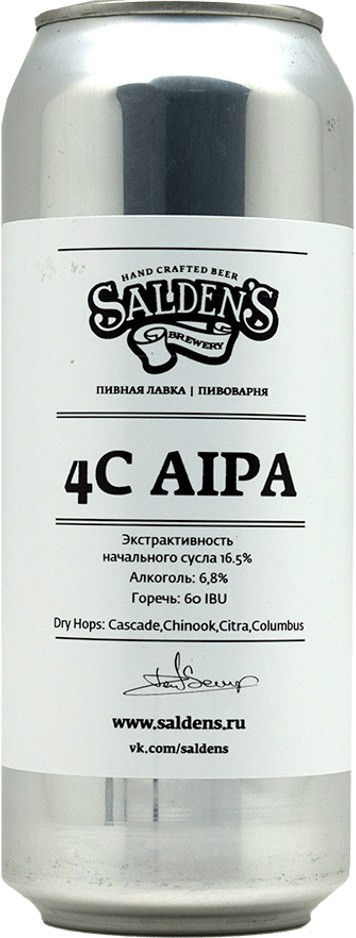 HAND CRAFTED BEER
SALDEN'S
BREWERY
ПИВНАЯ ЛАВКА | ПИВОВАРНЯ
4C AIPA
Экстрактивность
начального сусла 16.5%
Алкоголь: 6,8%
Горечь: 60 IBU
Dry Hops: Cascade,Chinook,Citra,Columbus
www.saldens.ru
vk.com/saldens